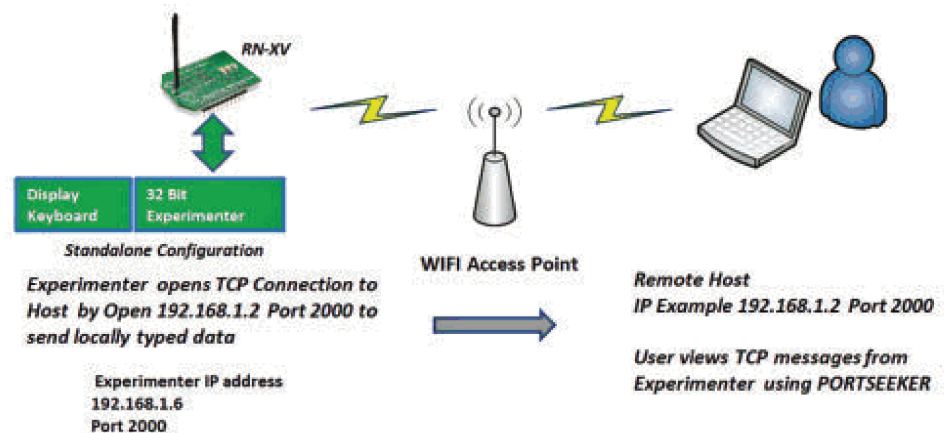 RN-XV
Display
Keyboard
32 Bit
Experimenter
Standalone Configuration
Experimenter opens TCP Connection to
Host by Open 192.168.1.2 Port 2000 to
send locally typed data
Experimenter IP address
192.168.1.6
Port 2000
WIFI Access Point
Remote Host
IP Example 192.168.1.2 Port 2000
User views TCP messages from
Experimenter using PORTSEEKER